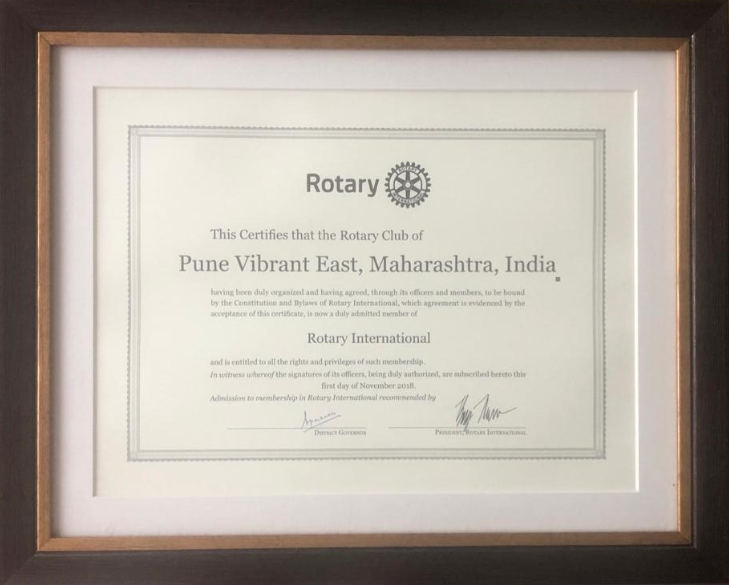 Rotary
This Certifies that the Rotary Club of
Pune Vibrant East, Maharashtra, India
having been duly organized and having agreed, through its officers and members, to be bound
by the Constitution and Bylaws of Rotary International, which agreement is evidenced by the
acceptance of this certificate, is now a duly admitted member of
Rotary International
and is entitled to all the rights and privileges of such membership.
In witness whereof the signatures of its officers, being duly authorized, are subscribed hereto this
first day of November 2018.
Admission to membership in Rotary International recommended by
District Governor
President, Rotary International